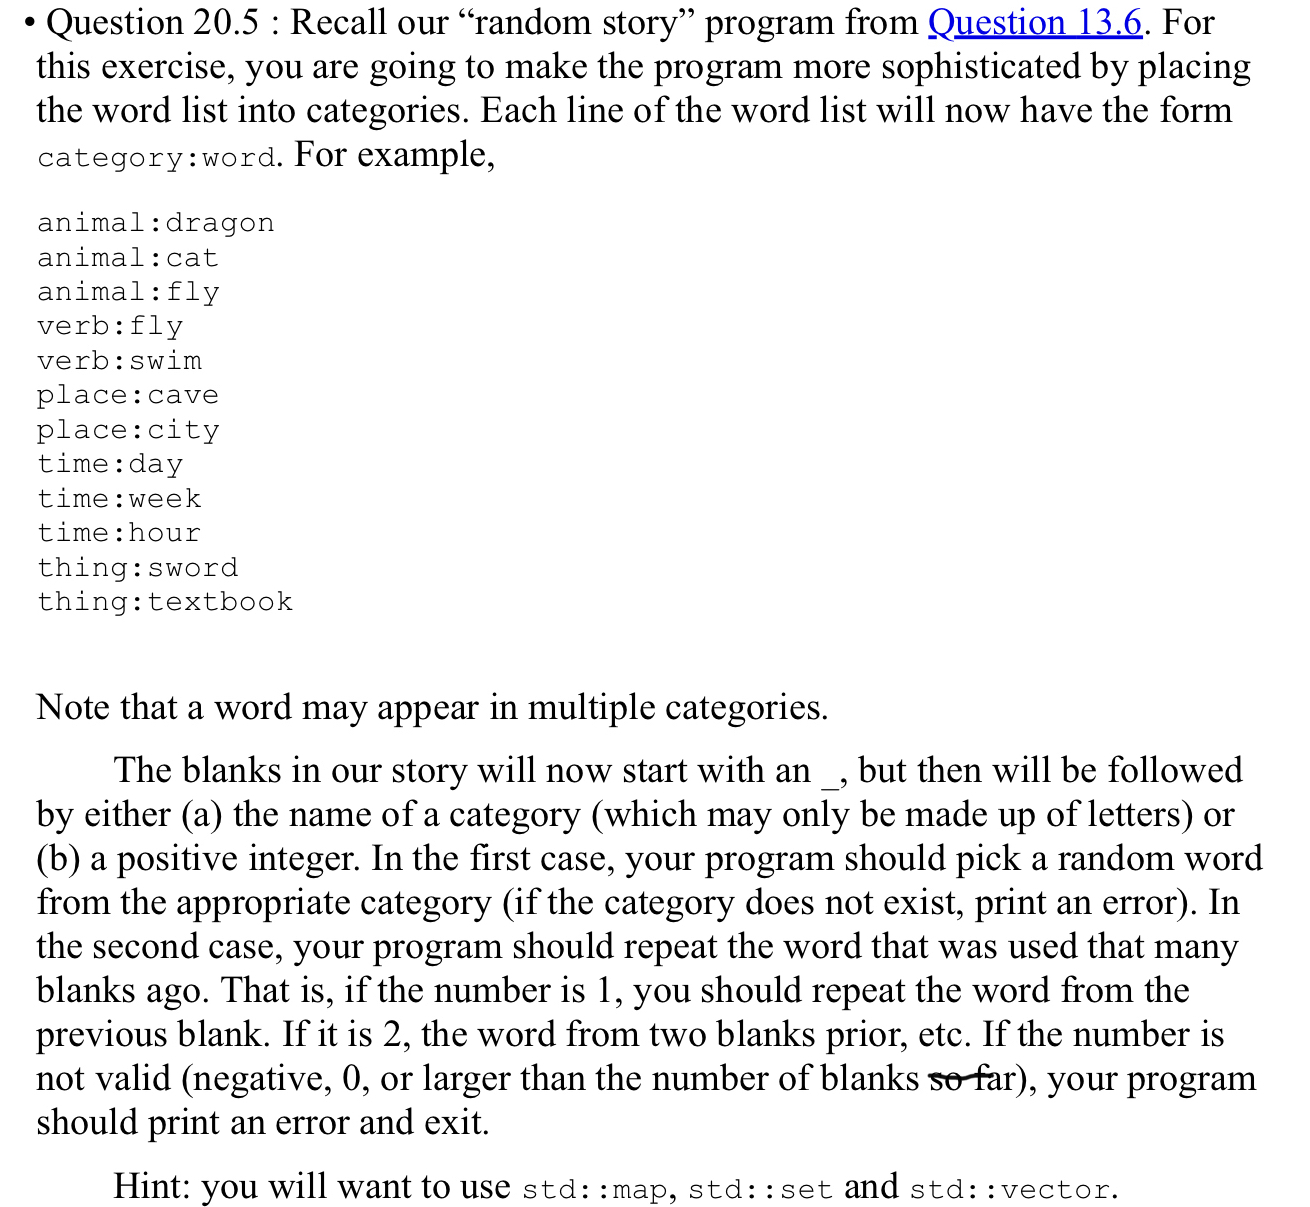 • Question 20.5 : Recall our “random story” program from Question 13.6. For
this exercise, you are going to make the program more sophisticated by placing
the word list into categories. Each line of the word list will now have the form
category:word. For example,
animal:dragon
animal:cat
animal:fly
verb:fly
verb:swim
place:cave
place:city
time:day
time:week
time:hour
thing:sword
thing:textbook
Note that a word may appear in multiple categories.
The blanks in our story will now start with an _, but then will be followed
by either (a) the name of a category (which may only be made up of letters) or
(b) a positive integer. In the first case, your program should pick a random word
from the appropriate category (if the category does not exist, print an error). In
the second case, your program should repeat the word that was used that many
blanks ago. That is, if the number is 1, you should repeat the word from the
previous blank. If it is 2, the word from two blanks prior, etc. If the number is
not valid (negative, 0, or larger than the number of blanks so far), your program
should print an error and exit.
Hint: you will want to use std::map, std::set and std::vector.